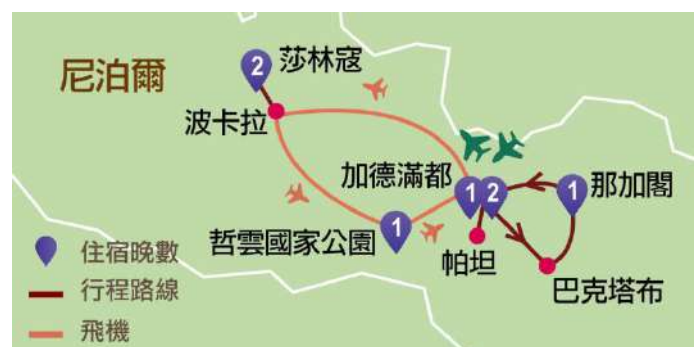 尼泊爾
2
莎林寇
波卡拉
加德滿都
1
2
1
那加閣
哲雲國家公園
1
帕坦
巴克塔布
住宿晚數
行程路線
飛機